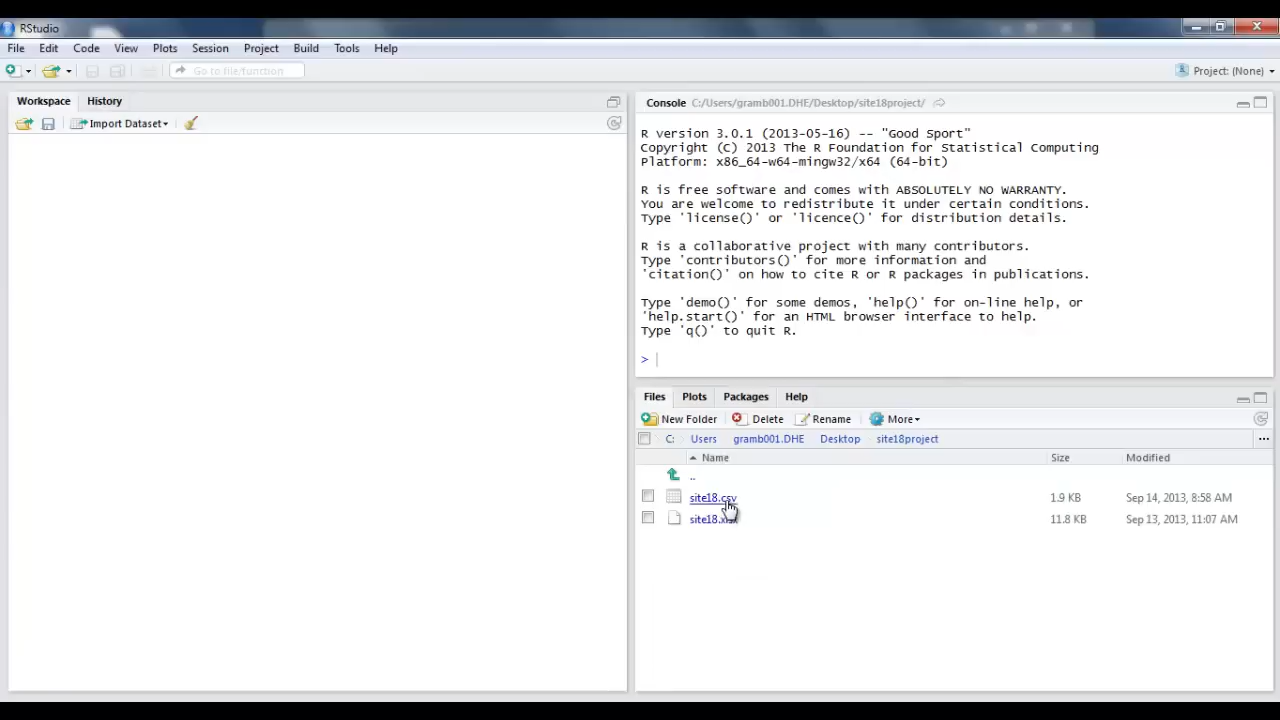 RStudio
File Edit Code View Plots Session Project Build Tools Help
Go to file/function Project: (None)
Workspace History
Import Dataset
Console C:/Users/gramb001.DHE/Desktop/site18project/
R version 3.0.1 (2013-05-16) -- "Good Sport"
Copyright (C) 2013 The R Foundation for Statistical Computing
Platform: x86_64-w64-mingw32/x64 (64-bit)
R is free software and comes with ABSOLUTELY NO WARRANTY.
You are welcome to redistribute it under certain conditions.
Type 'license()' or 'licence()' for distribution details.
R is a collaborative project with many contributors.
Type 'contributors()' for more information and
'citation()' on how to cite R or R packages in publications.
Type 'demo()' for some demos, 'help()' for on-line help, or
'help.start()' for an HTML browser interface to help.
Type 'q()' to quit R.
>
Files Plots Packages Help
New Folder Delete Rename More
C: Users gramb001.DHE Desktop site18project ...
Name Size Modified
..
site18.csv 1.9 KB Sep 14, 2013, 8:58 AM
11.8 KB Sep 13, 2013, 11:07 AM